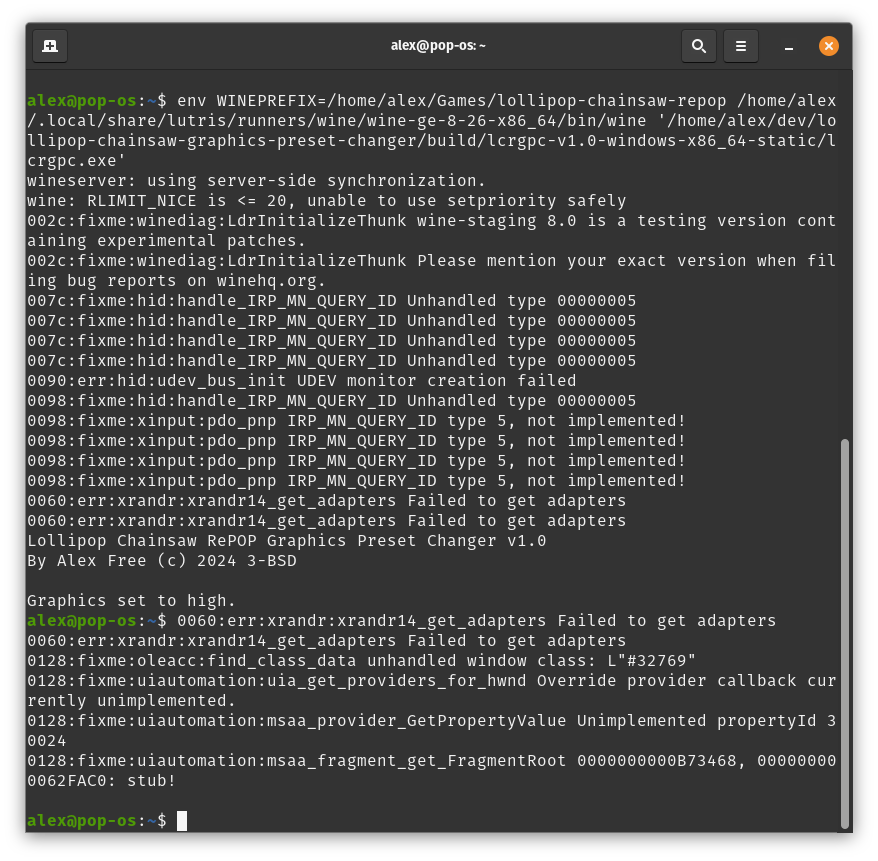 alex@pop-os: ~
alex@pop-os:~$ env WINEPREFIX=/home/alex/Games/lollipop-chainsaw-repop /home/alex
/.local/share/lutris/runners/wine/wine-ge-8-26-x86_64/bin/wine '/home/alex/dev/lo
llipop-chainsaw-graphics-preset-changer/build/lcrgpc-v1.0-windows-x86_64-static/l
crgpc.exe'
wineserver: using server-side synchronization.
wine: RLIMIT_NICE is <= 20, unable to use setpriority safely
002c:fixme:winediag:LdrInitializeThunk wine-staging 8.0 is a testing version cont
aining experimental patches.
002c:fixme:winediag:LdrInitializeThunk Please mention your exact version when fil
ing bug reports on winehq.org.
007c:fixme:hid:handle_IRP_MN_QUERY_ID Unhandled type 00000005
007c:fixme:hid:handle_IRP_MN_QUERY_ID Unhandled type 00000005
007c:fixme:hid:handle_IRP_MN_QUERY_ID Unhandled type 00000005
007c:fixme:hid:handle_IRP_MN_QUERY_ID Unhandled type 00000005
0090:err:hid:udev_bus_init UDEV monitor creation failed
0098:fixme:hid:handle_IRP_MN_QUERY_ID Unhandled type 00000005
0098:fixme:xinput:pdo_pnp IRP_MN_QUERY_ID type 5, not implemented!
0098:fixme:xinput:pdo_pnp IRP_MN_QUERY_ID type 5, not implemented!
0098:fixme:xinput:pdo_pnp IRP_MN_QUERY_ID type 5, not implemented!
0098:fixme:xinput:pdo_pnp IRP_MN_QUERY_ID type 5, not implemented!
0060:err:xrandr:xrandr14_get_adapters Failed to get adapters
0060:err:xrandr:xrandr14_get_adapters Failed to get adapters
Lollipop Chainsaw RePOP Graphics Preset Changer v1.0
By Alex Free (c) 2024 3-BSD
Graphics set to high.
alex@pop-os:~$ 0060:err:xrandr:xrandr14_get_adapters Failed to get adapters
0060:err:xrandr:xrandr14_get_adapters Failed to get adapters
0128:fixme:oleacc:find_class_data unhandled window class: L"#32769"
0128:fixme:uiautomation:uia_get_providers_for_hwnd Override provider callback cur
rently unimplemented.
0128:fixme:uiautomation:msaa_provider_GetPropertyValue Unimplemented propertyId 3
0024
0128:fixme:uiautomation:msaa_fragment_get_FragmentRoot 0000000000B73468, 00000000
0062FAC0: stub!
alex@pop-os:~$